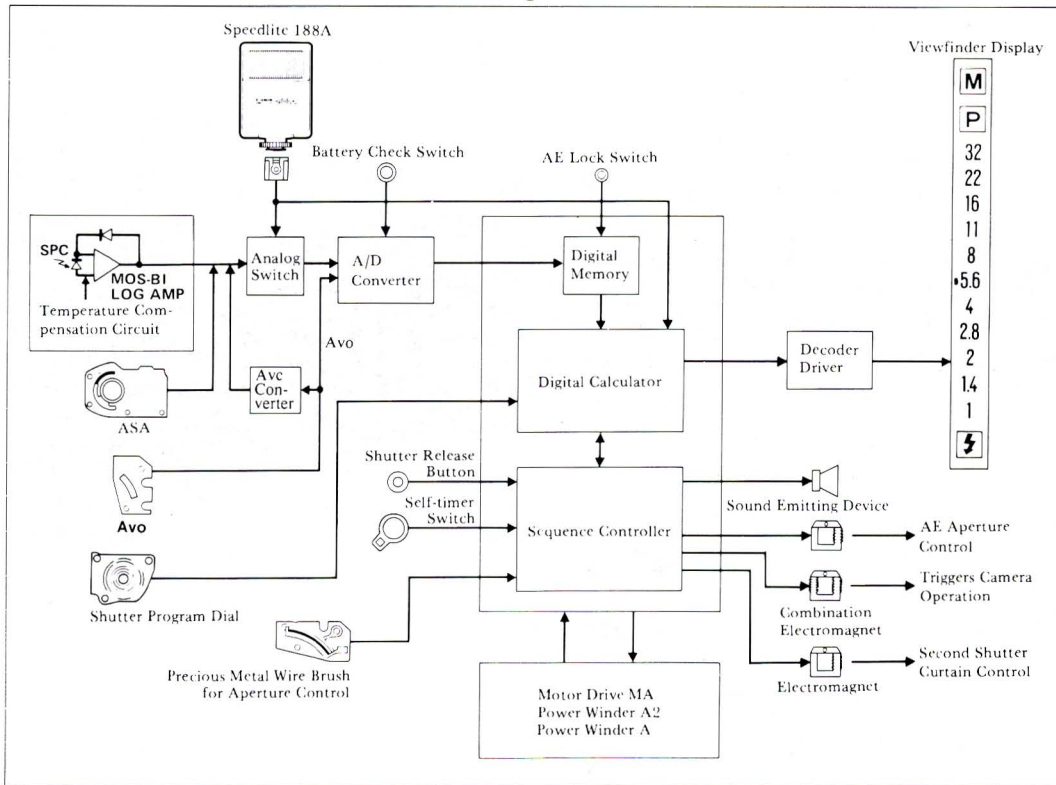 Speedlite 188A
Viewfinder Display
Battery Check Switch
AE Lock Switch
M
P
32
22
16
11
8
5.6
4
2.8
2
1.4
1
SPC
MOS-BI
LOG AMP
Temperature Com-
pensation Circuit
Analog
Switch
A/D
Converter
Digital
Memory
Avo
Avc
Con-
verter
Digital Calculator
Decoder
Driver
ASA
Avo
Shutter Release
Button
Self-timer
Switch
Sequence Controller
Sound Emitting Device
AE Aperture
Control
Shutter Program Dial
Combination
Electromagnet
Triggers Camera
Operation
Precious Metal Wire Brush
for Aperture Control
Electromagnet
Second Shutter
Curtain Control
Motor Drive MA
Power Winder A2
Power Winder A